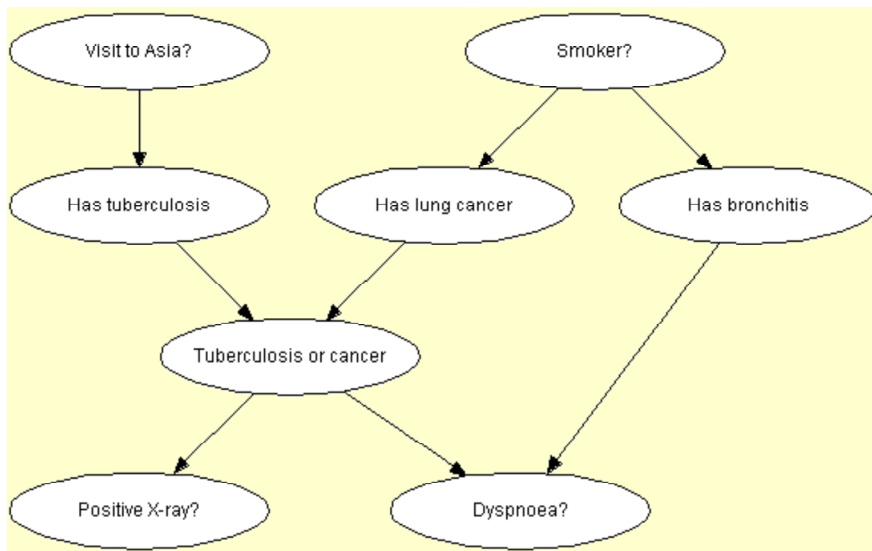 Visit to Asia?
Smoker?
Has tuberculosis
Has lung cancer
Has bronchitis
Tuberculosis or cancer
Positive X-ray?
Dyspnoea?